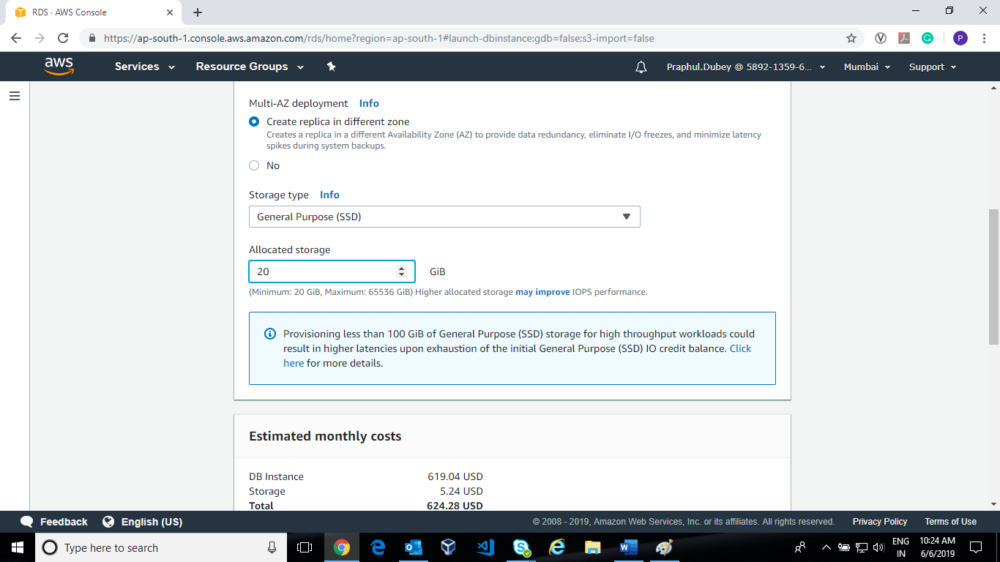 RDS · AWS Console
https://ap-south-1.console.aws.amazon.com/rds/home?region=ap-south-1#launch-dbinstance:gdb=false;s3-import=false
P
aws Services Resource Groups Praphul.Dubey @ 5892-1359-6... Mumbai Support
Multi-AZ deployment Info
Create replica in different zone
Creates a replica in a different Availability Zone (AZ) to provide data redundancy, eliminate I/O freezes, and minimize latency
spikes during system backups.
No
Storage type Info
General Purpose (SSD)
Allocated storage
20 GiB
(Minimum: 20 GiB, Maximum: 65536 GiB) Higher allocated storage may improve IOPS performance.
Provisioning less than 100 GiB of General Purpose (SSD) storage for high throughput workloads could
result in higher latencies upon exhaustion of the initial General Purpose (SSD) IO credit balance. Click
here for more details.
Estimated monthly costs
DB Instance 619.04 USD
Storage 5.24 USD
Total 624.28 USD
Feedback English (US) © 2008 - 2019, Amazon Web Services, Inc. or its affiliates. All rights reserved. Privacy Policy Terms of Use
Type here to search
ENG
IN
10:24 AM
6/6/2019